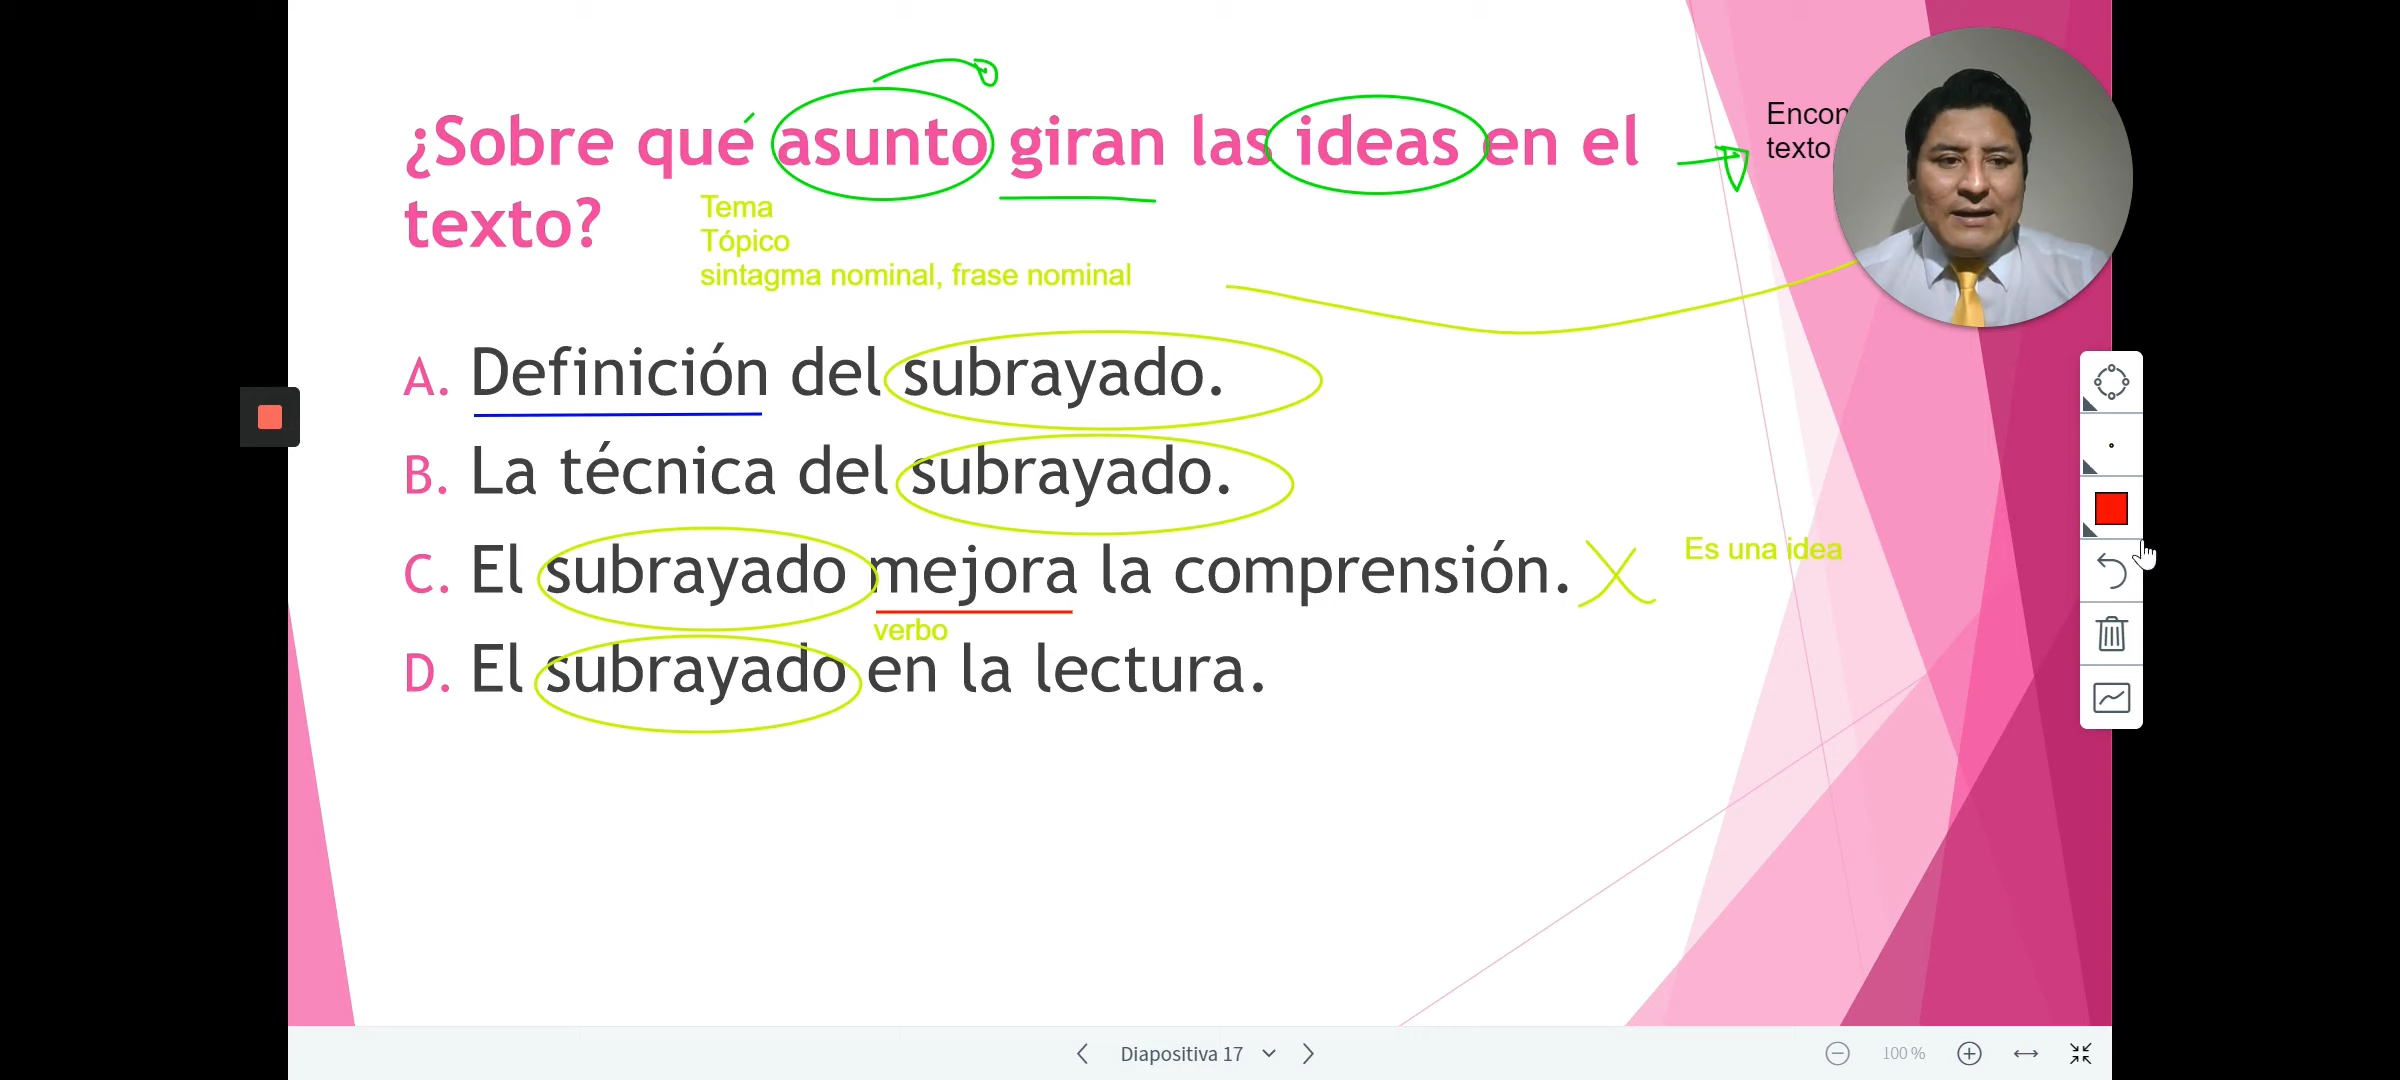 ¿Sobre qué asunto giran las ideas en el
texto?
texto
Tema
Tópico
sintagma nominal, frase nominal
A. Definición del subrayado.
B. La técnica del subrayado.
C. El subrayado mejora la comprensión.
Es una idea
verbo
D. El subrayado en la lectura.
Diapositiva 17
100 %